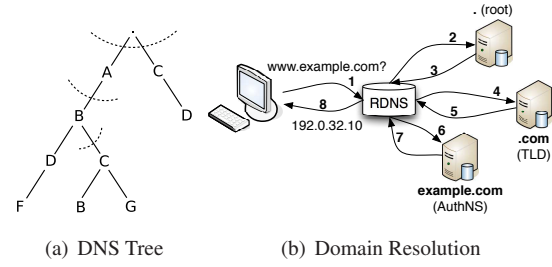 .
A
C
B
D
D
C
F
B
G
(a) DNS Tree
. (root)
www.example.com?
2
1
3
RDNS
4
8
5
.com
(TLD)
192.0.32.10
7
6
example.com
(AuthNS)
(b) Domain Resolution